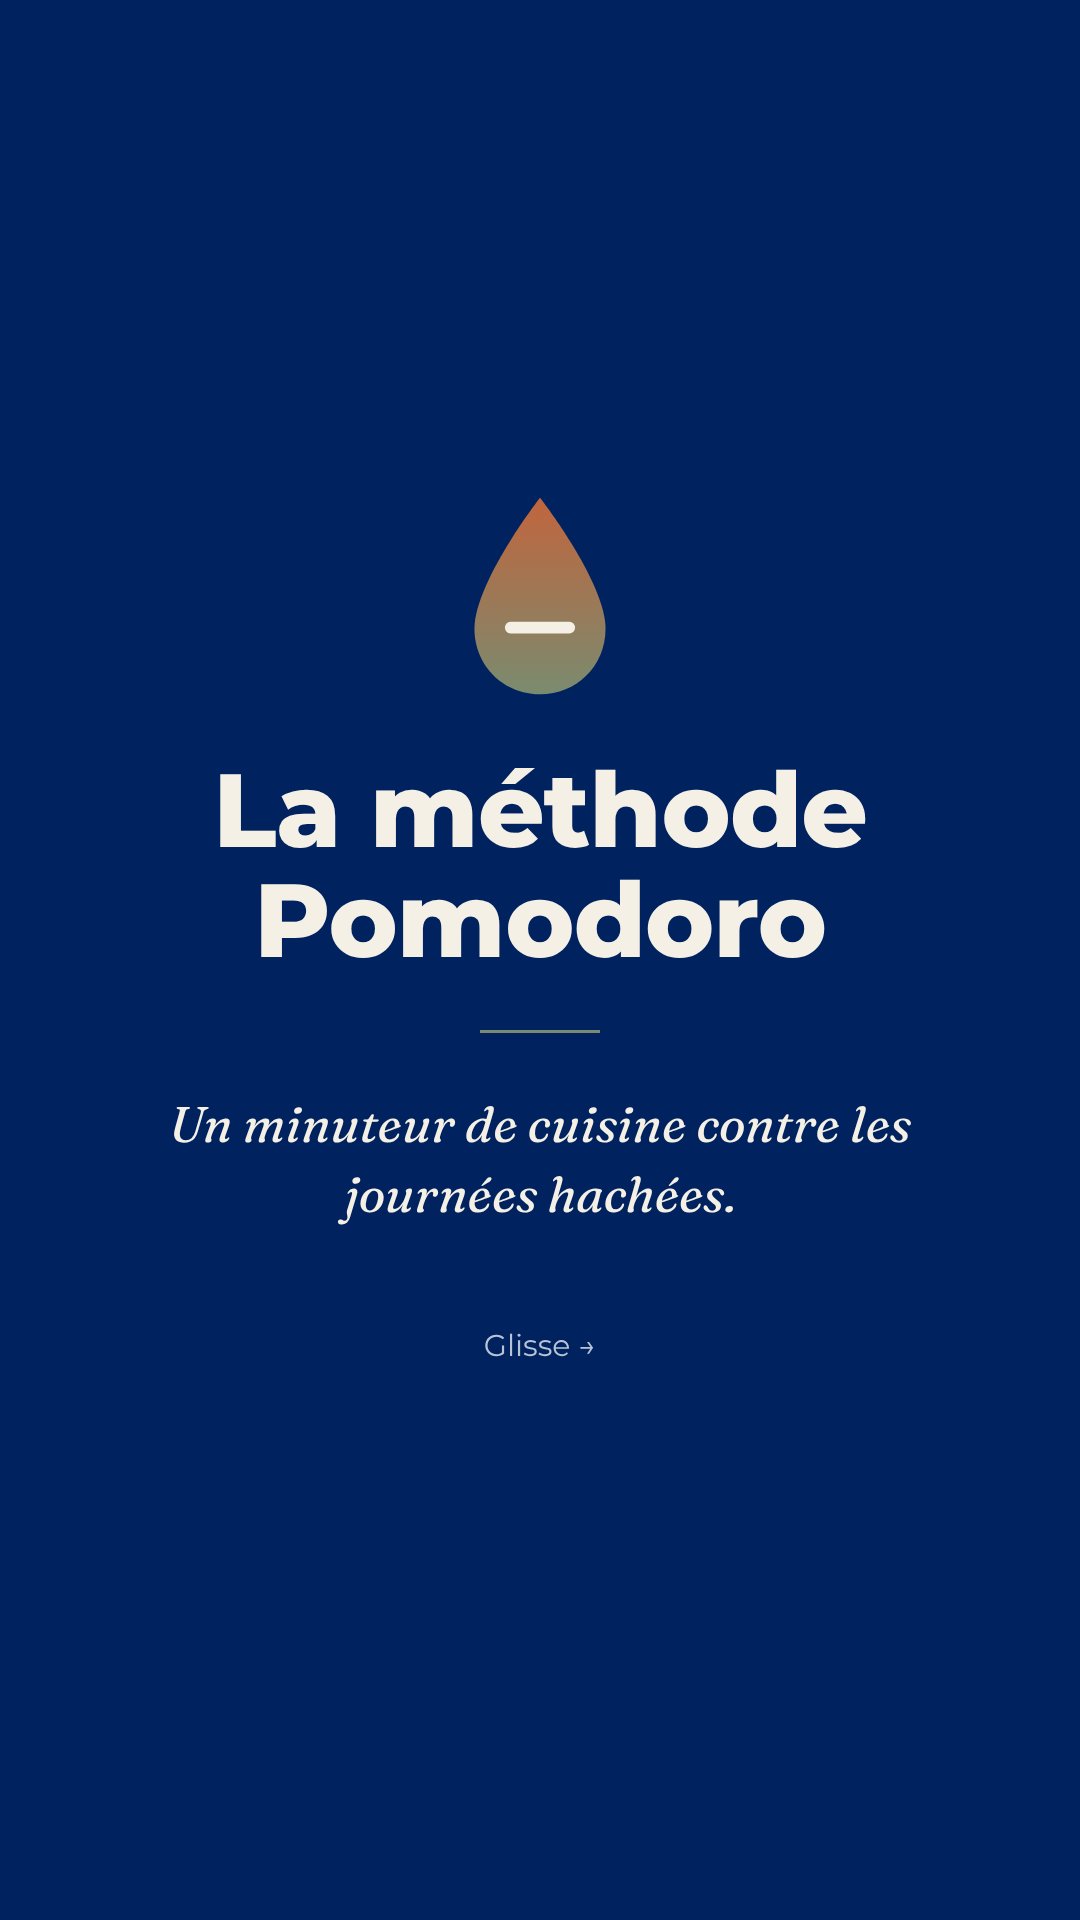 La méthode
Pomodoro
Un minuteur de cuisine contre les
journées hachées.
Glisse →